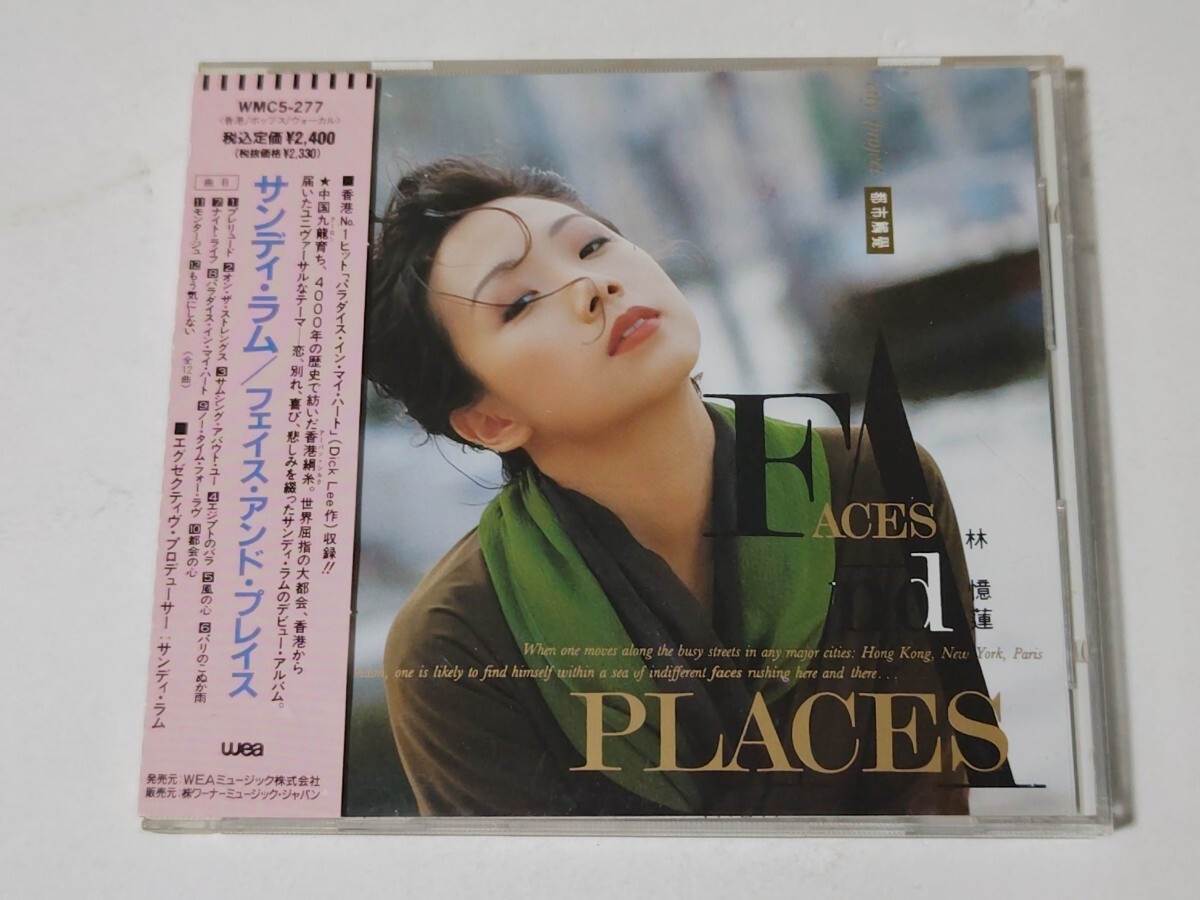 WMC5-277
〈香港/ポップス/ヴォーカル〉
税込定価¥2,400
(税抜価格¥2,330)
■香港No.1ヒット「パラダイス・イン・マイ・ハート」(Dick Lee作)収録!!
★中国九龍育ち、4000年の歴史で紡いだ香港絹糸。世界屈指の大都会、香港から
届いたユニヴァーサルなテーマ──恋、別れ、喜び、悲しみを綴ったサンディ・ラムのデビュー・アルバム。
サンディ・ラム/フェイス・アンド・プレイス
曲目
1プレリュード 2オン・ザ・ストレングス 3サムシング・アバウト・ユー 4エジプトのバラ 5風の心 6パリのこぬか雨
7ナイト・ライフ 8パラダイス・イン・マイ・ハート 9ノー・タイム・フォー・ラヴ 10都会の心
11モンタージュ 12もう気にしない 〈全12曲〉
■エグゼクティヴ・プロデューサー:サンディ・ラム
wea
発売元:WEAミュージック株式会社
販売元:㈱ワーナーミュージック・ジャパン
都市觸覺
FACES
and
林憶蓮
When one moves along the busy streets in any major cities: Hong Kong, New York, Paris
one is likely to find himself within a sea of indifferent faces rushing here and there...
PLACES